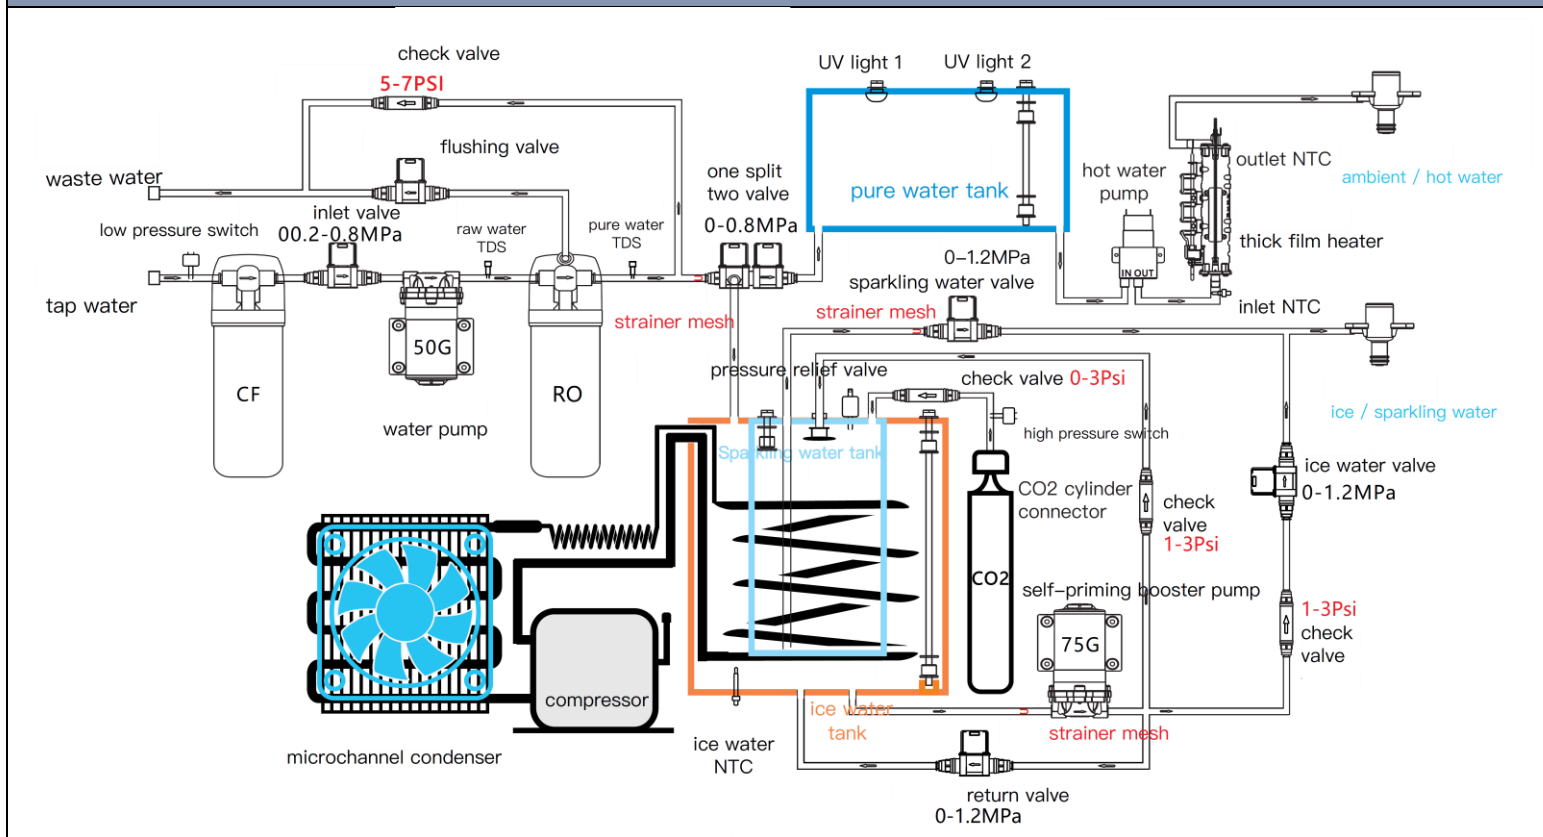 check valve
5-7PSI
UV light 1
UV light 2
flushing valve
waste water
one split
two valve
0-0.8MPa
pure water tank
hot water
pump
outlet NTC
ambient / hot water
inlet valve
00.2-0.8MPa
low pressure switch
raw water
TDS
pure water
TDS
thick film heater
0-1.2MPa
sparkling water valve
IN OUT
tap water
inlet NTC
strainer mesh
strainer mesh
50G
CF
RO
pressure relief valve
check valve 0-3Psi
ice / sparkling water
water pump
high pressure switch
Sparkling water tank
ice water valve
0-1.2MPa
CO2 cylinder
connector
check
valve
1-3Psi
CO2
self-priming booster pump
1-3Psi
check
valve
75G
compressor
ice water
tank
strainer mesh
microchannel condenser
ice water
NTC
return valve
0-1.2MPa